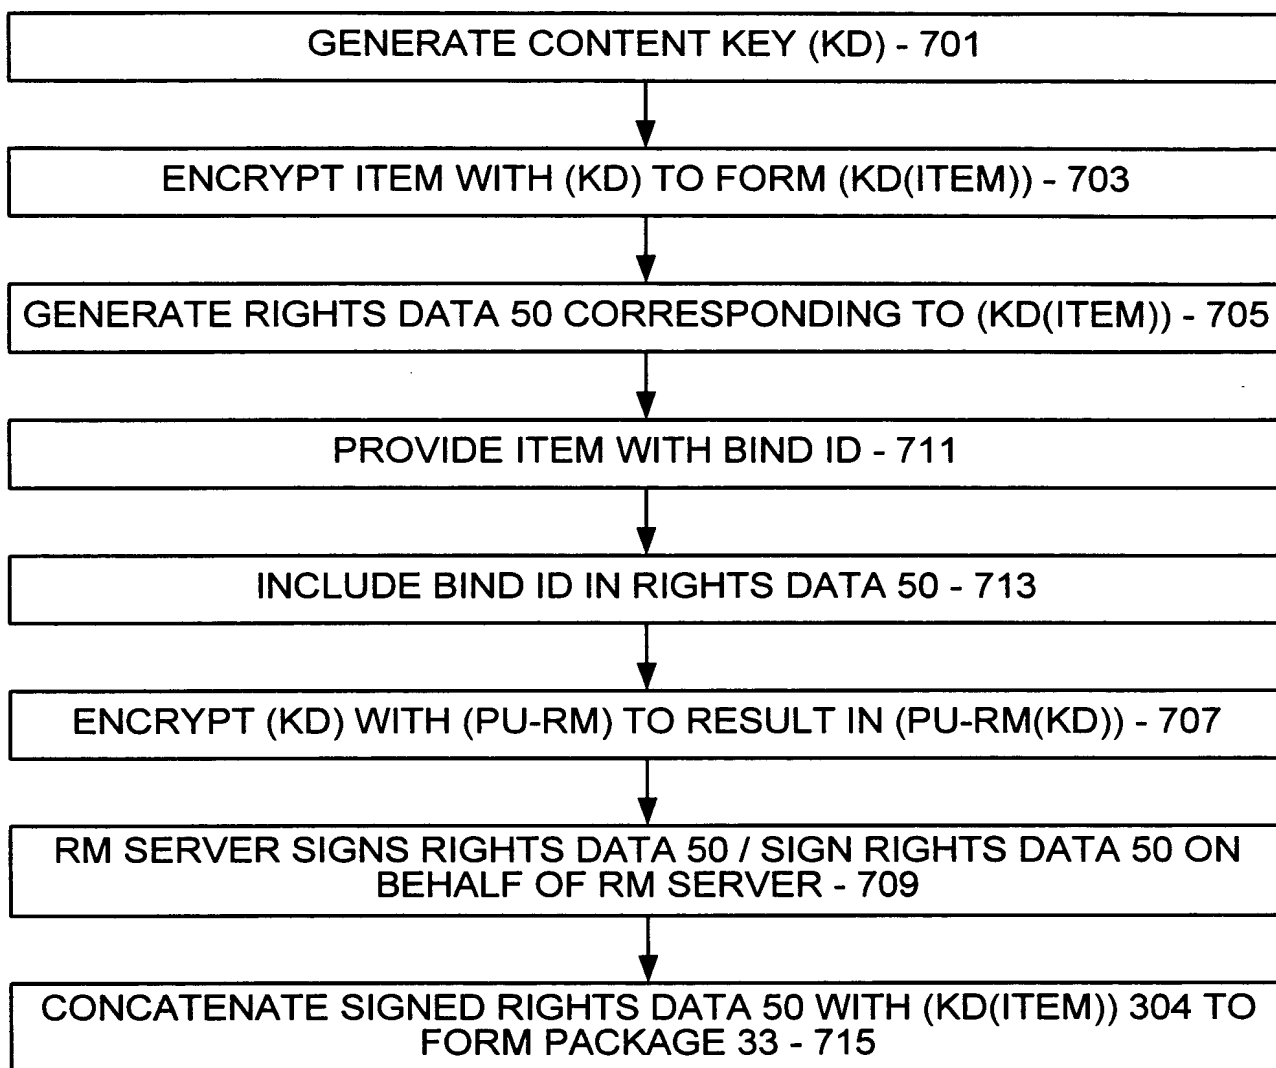 GENERATE CONTENT KEY (KD) - 701
ENCRYPT ITEM WITH (KD) TO FORM (KD(ITEM)) - 703
GENERATE RIGHTS DATA 50 CORRESPONDING TO (KD(ITEM)) - 705
PROVIDE ITEM WITH BIND ID - 711
INCLUDE BIND ID IN RIGHTS DATA 50 - 713
ENCRYPT (KD) WITH (PU-RM) TO RESULT IN (PU-RM(KD)) - 707
RM SERVER SIGNS RIGHTS DATA 50 / SIGN RIGHTS DATA 50 ON
BEHALF OF RM SERVER - 709
CONCATENATE SIGNED RIGHTS DATA 50 WITH (KD(ITEM)) 304 TO
FORM PACKAGE 33 - 715